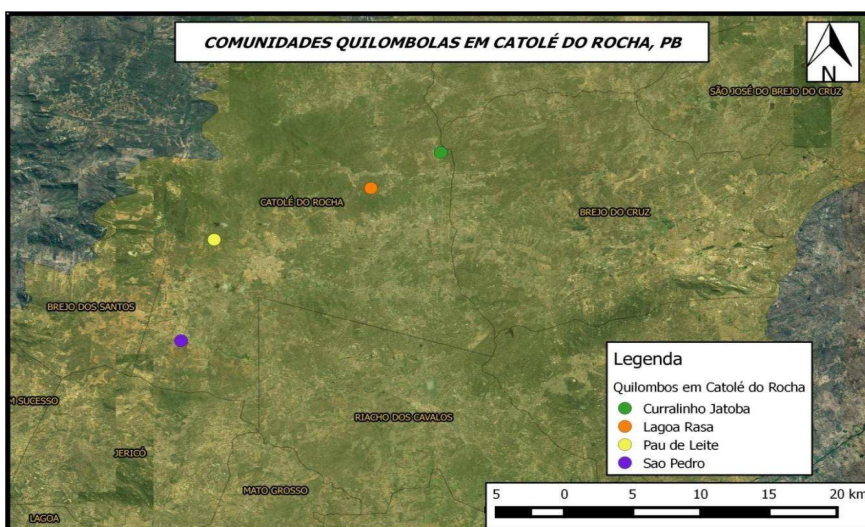 COMUNIDADES QUILOMBOLAS EM CATOLÉ DO ROCHA, PB
N
SÃO JOSÉ DO BREJO DO CRUZ
CATOLÉ DO ROCHA
BREJO DO CRUZ
BREJO DOS SANTOS
M SUCESSO
RIACHO DOS CAVALOS
JERICÓ
MATO GROSSO
LAGOA
Legenda
Quilombos em Catolé do Rocha
Curralinho Jatoba
Lagoa Rasa
Pau de Leite
Sao Pedro
5 0 5 10 15 20 km